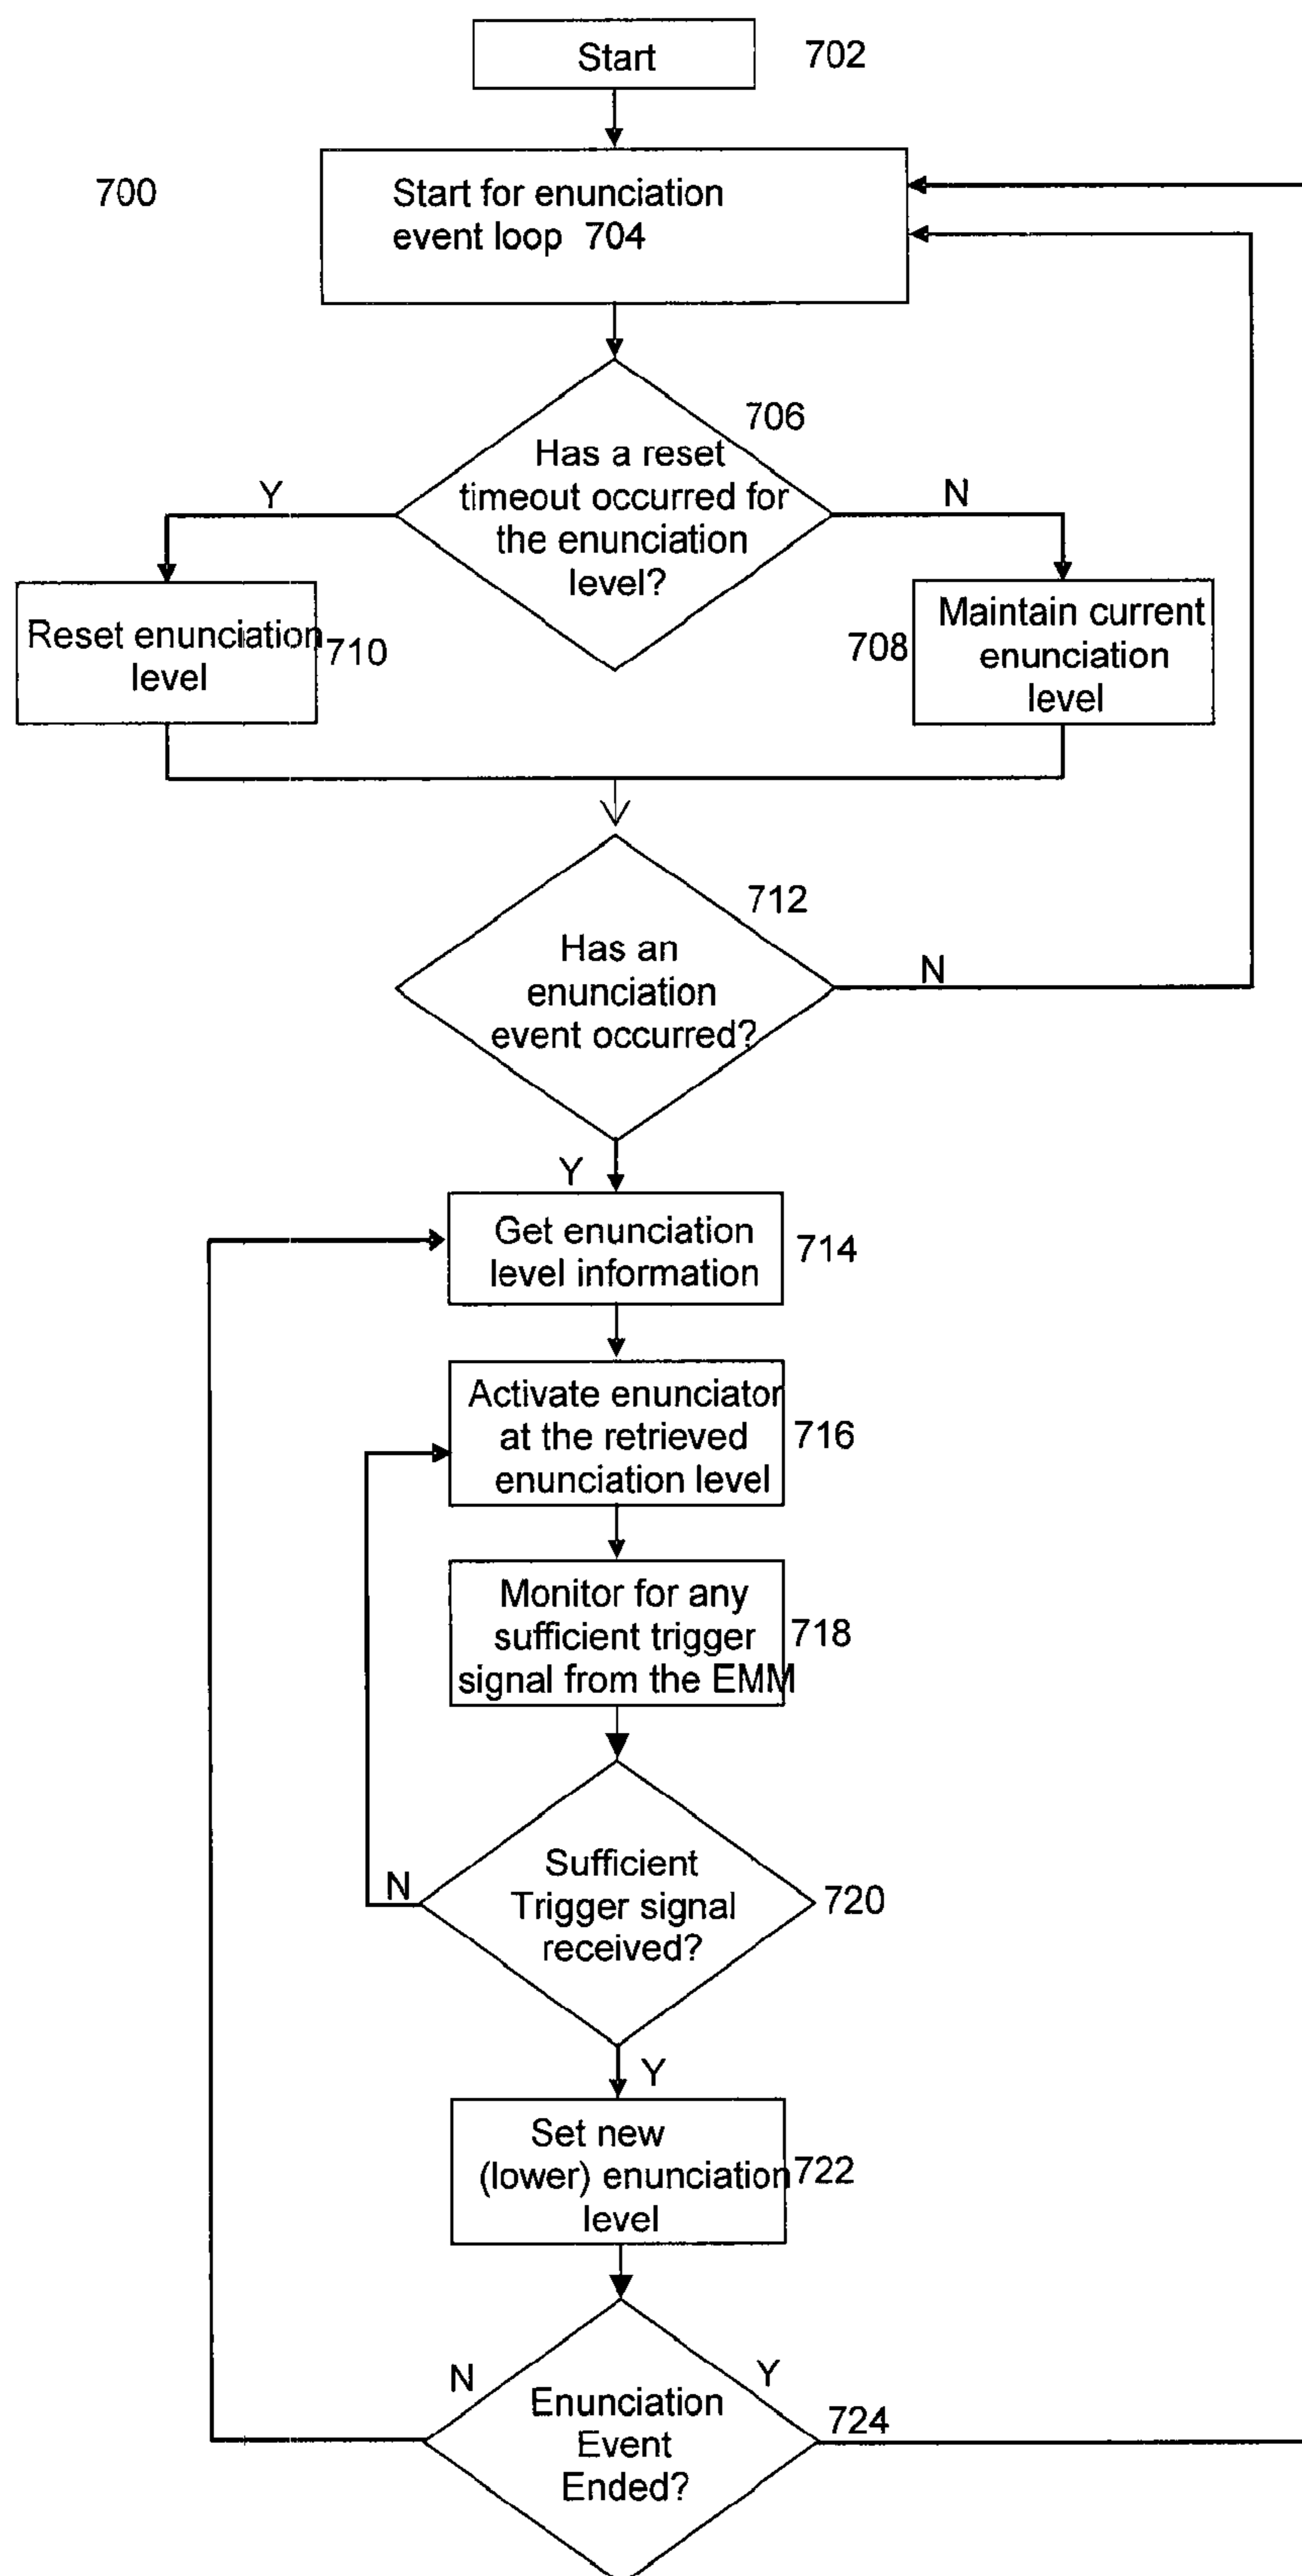 Start
702
700
Start for enunciation
event loop 704
706
Has a reset
timeout occurred for
the enunciation
level?
Y
N
Reset enunciation
level
710
708
Maintain current
enunciation
level
712
Has an
enunciation
event occurred?
N
Y
Get enunciation
level information
714
Activate enunciator
at the retrieved
enunciation level
716
Monitor for any
sufficient trigger
signal from the EMM
718
Sufficient
Trigger signal
received?
N
720
Y
Set new
(lower) enunciation
level
722
N
Y
Enunciation
Event
Ended?
724